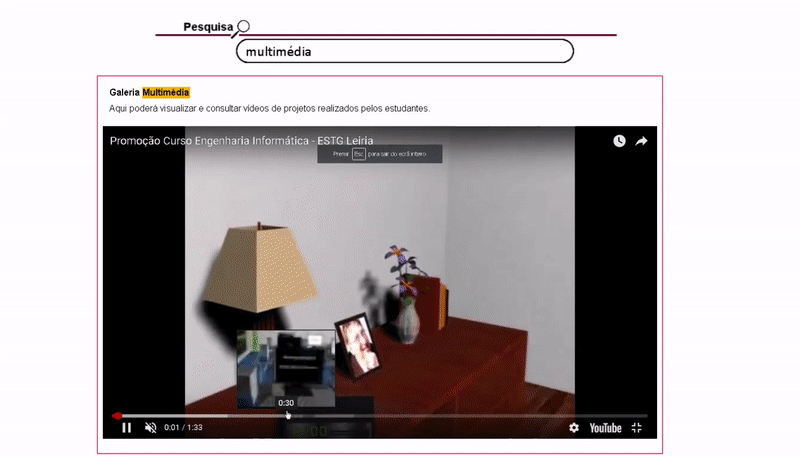 Pesquisa
multimédia
Galeria Multimédia
Aqui poderá visualizar e consultar vídeos de projetos realizados pelos estudantes.
Promoção Curso Engenharia Informática - ESTG Leiria
Premir Esc para sair do ecrã inteiro
0:30
0:01 / 1:33
YouTube